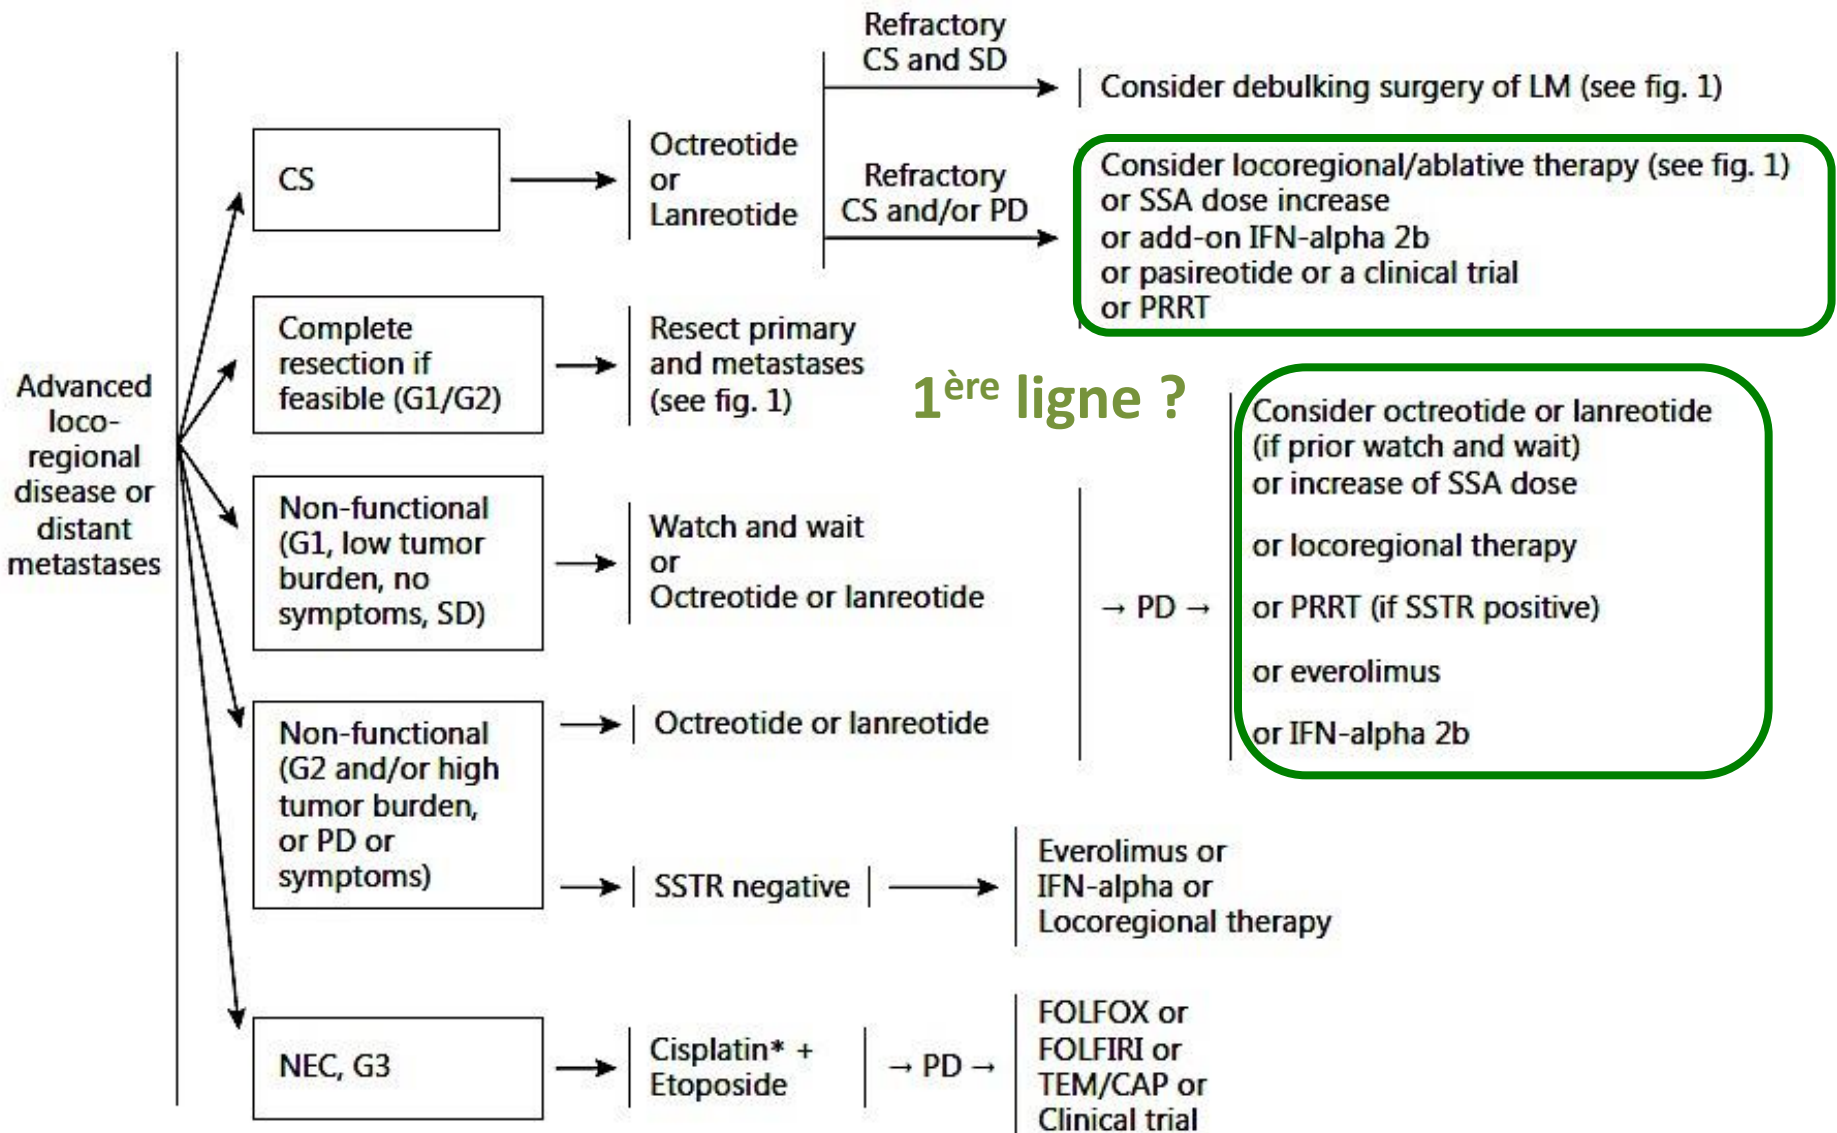 Advanced
loco-
regional
disease or
distant
metastases
CS
Octreotide
or
Lanreotide
Refractory
CS and SD
Consider debulking surgery of LM (see fig. 1)
Refractory
CS and/or PD
Consider locoregional/ablative therapy (see fig. 1)
or SSA dose increase
or add-on IFN-alpha 2b
or pasireotide or a clinical trial
or PRRT
Complete
resection if
feasible (G1/G2)
Resect primary
and metastases
(see fig. 1)
1ère ligne ?
Non-functional
(G1, low tumor
burden, no
symptoms, SD)
Watch and wait
or
Octreotide or lanreotide
Non-functional
(G2 and/or high
tumor burden,
or PD or
symptoms)
Octreotide or lanreotide
→ PD →
Consider octreotide or lanreotide
(if prior watch and wait)
or increase of SSA dose
or locoregional therapy
or PRRT (if SSTR positive)
or everolimus
or IFN-alpha 2b
SSTR negative
Everolimus or
IFN-alpha or
Locoregional therapy
NEC, G3
Cisplatin* +
Etoposide
→ PD →
FOLFOX or
FOLFIRI or
TEM/CAP or
Clinical trial